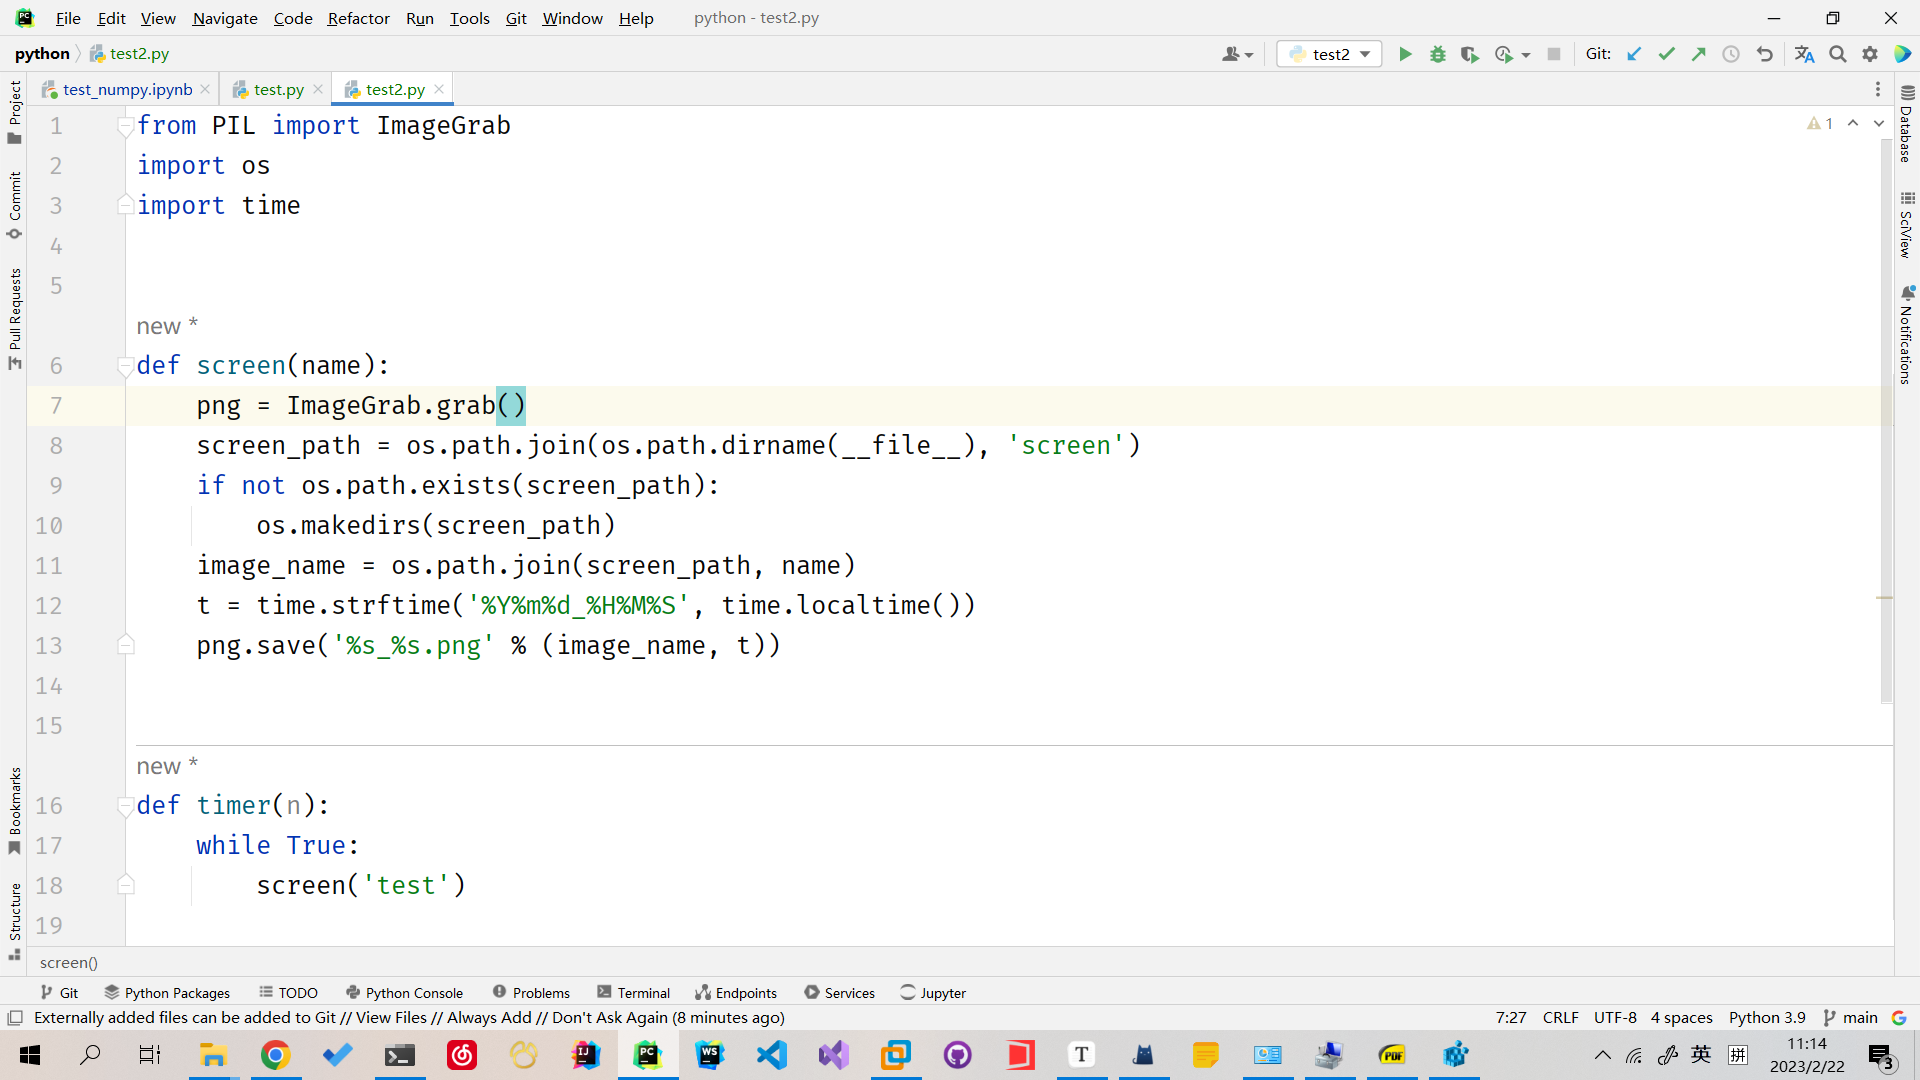 File Edit View Navigate Code Refactor Run Tools Git Window Help python - test2.py
python test2.py test2 Git:
test_numpy.ipynb test.py test2.py
Project
Commit
Pull Requests
Bookmarks
Structure
1 from PIL import ImageGrab
2 import os
3 import time
4
5
new *
6 def screen(name):
7 png = ImageGrab.grab()
8 screen_path = os.path.join(os.path.dirname(__file__), 'screen')
9 if not os.path.exists(screen_path):
10 os.makedirs(screen_path)
11 image_name = os.path.join(screen_path, name)
12 t = time.strftime('%Y%m%d_%H%M%S', time.localtime())
13 png.save('%s_%s.png' % (image_name, t))
14
15
new *
16 def timer(n):
17 while True:
18 screen('test')
19
1
Database
SciView
Notifications
screen()
Git Python Packages TODO Python Console Problems Terminal Endpoints Services Jupyter
Externally added files can be added to Git // View Files // Always Add // Don't Ask Again (8 minutes ago) 7:27 CRLF UTF-8 4 spaces Python 3.9 main
英 拼 11:14
2023/2/22
3